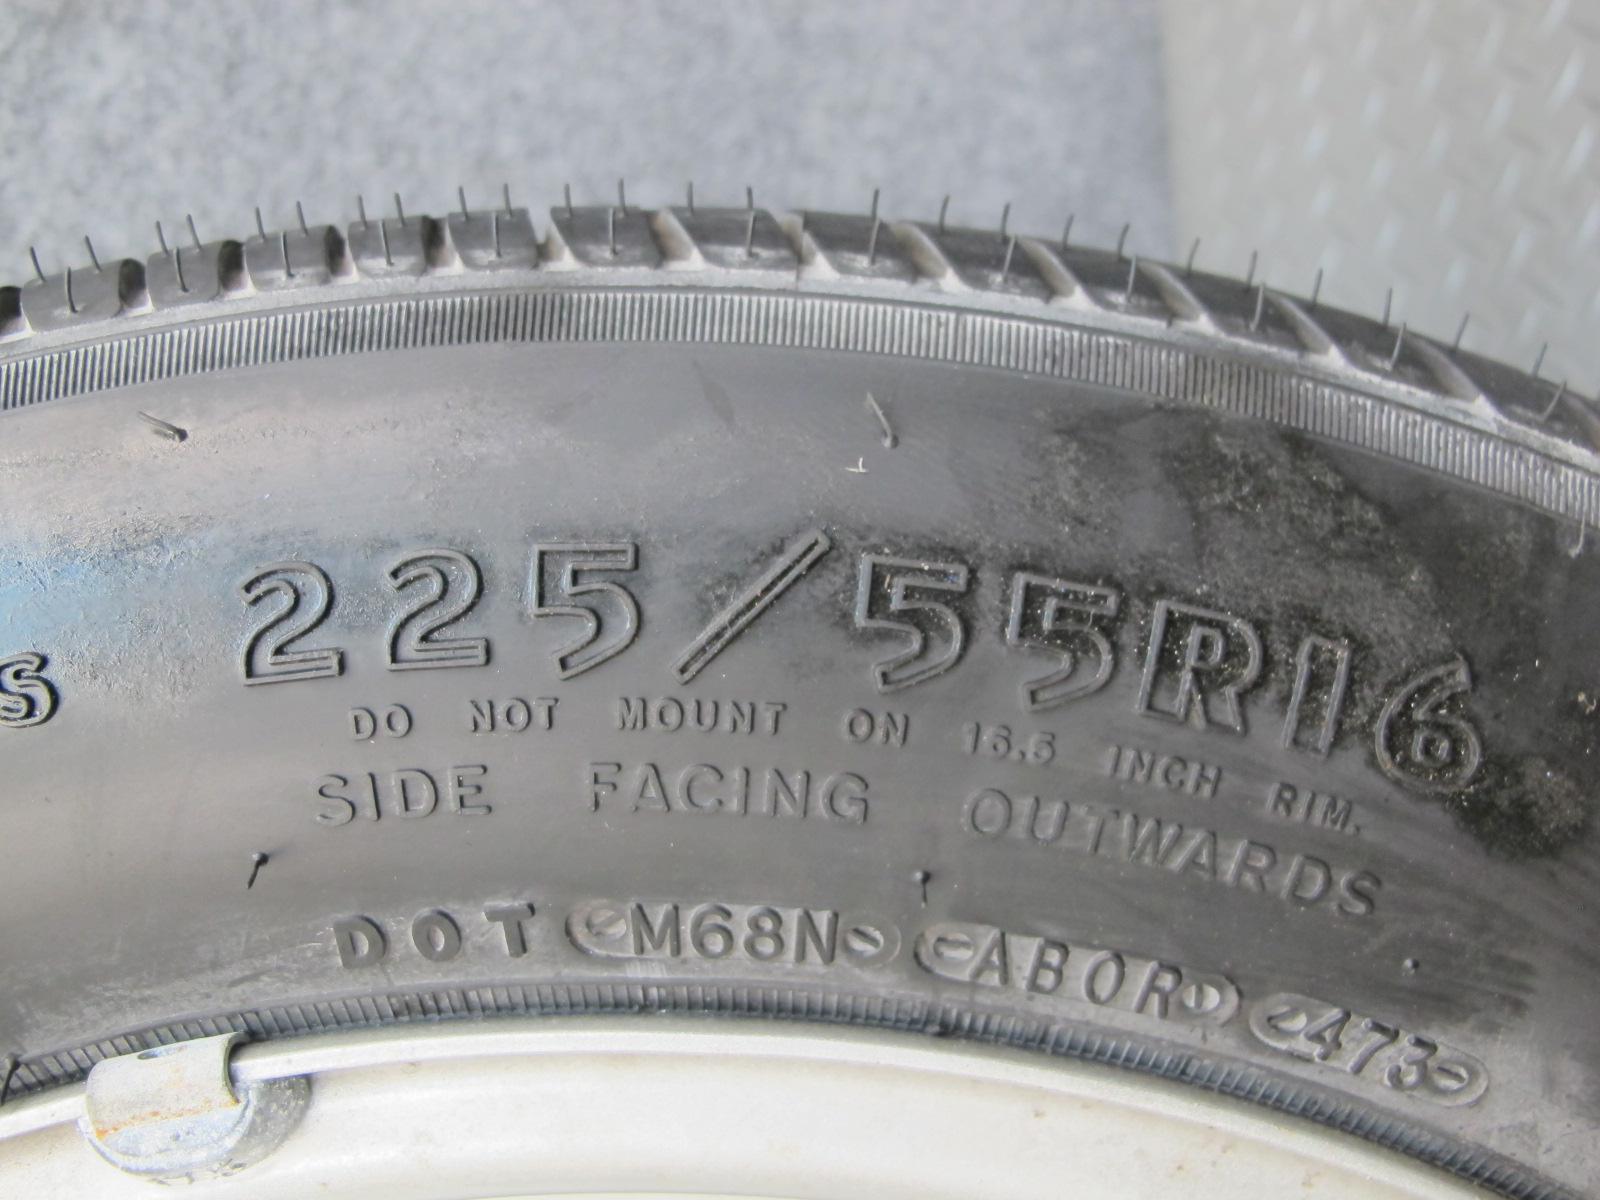 S 225/55R16
DO NOT MOUNT ON 16.5 INCH RIM.
SIDE FACING OUTWARDS
DOT M68N ABOR 473